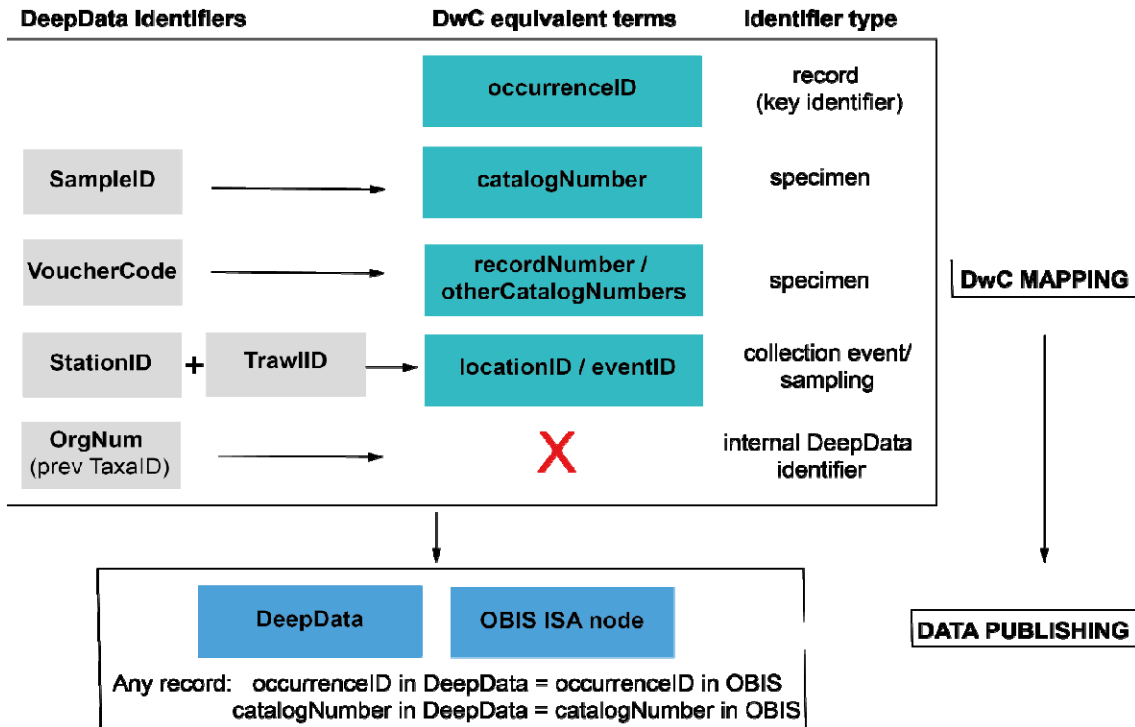 DeepData Identifiers DwC equivalent terms Identifier type
occurrenceID
record
(key identifier)
SampleID
catalogNumber
specimen
VoucherCode
recordNumber /
otherCatalogNumbers
specimen
StationID + TrawlID
locationID / eventID
collection event/
sampling
OrgNum
(prev TaxaID)
X
internal DeepData
identifier
DwC MAPPING
DeepData
OBIS ISA node
Any record: occurrenceID in DeepData = occurrenceID in OBIS
catalogNumber in DeepData = catalogNumber in OBIS
DATA PUBLISHING